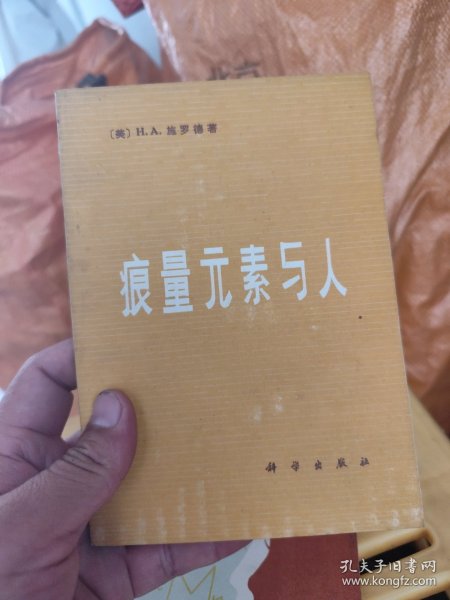 〔美〕H.A. 施罗德著
痕量元素与人
科学出版社
孔夫子旧书网
www.kongfz.com